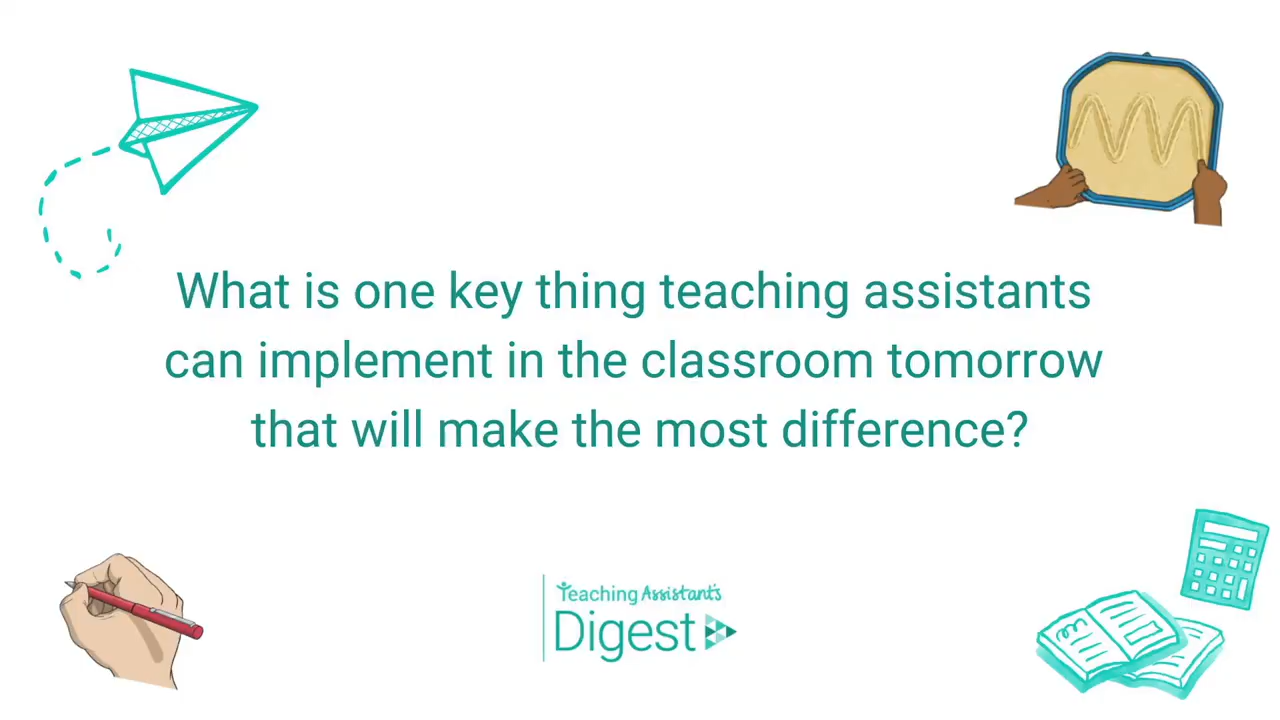 What is one key thing teaching assistants
can implement in the classroom tomorrow
that will make the most difference?
Teaching Assistant's
Digest